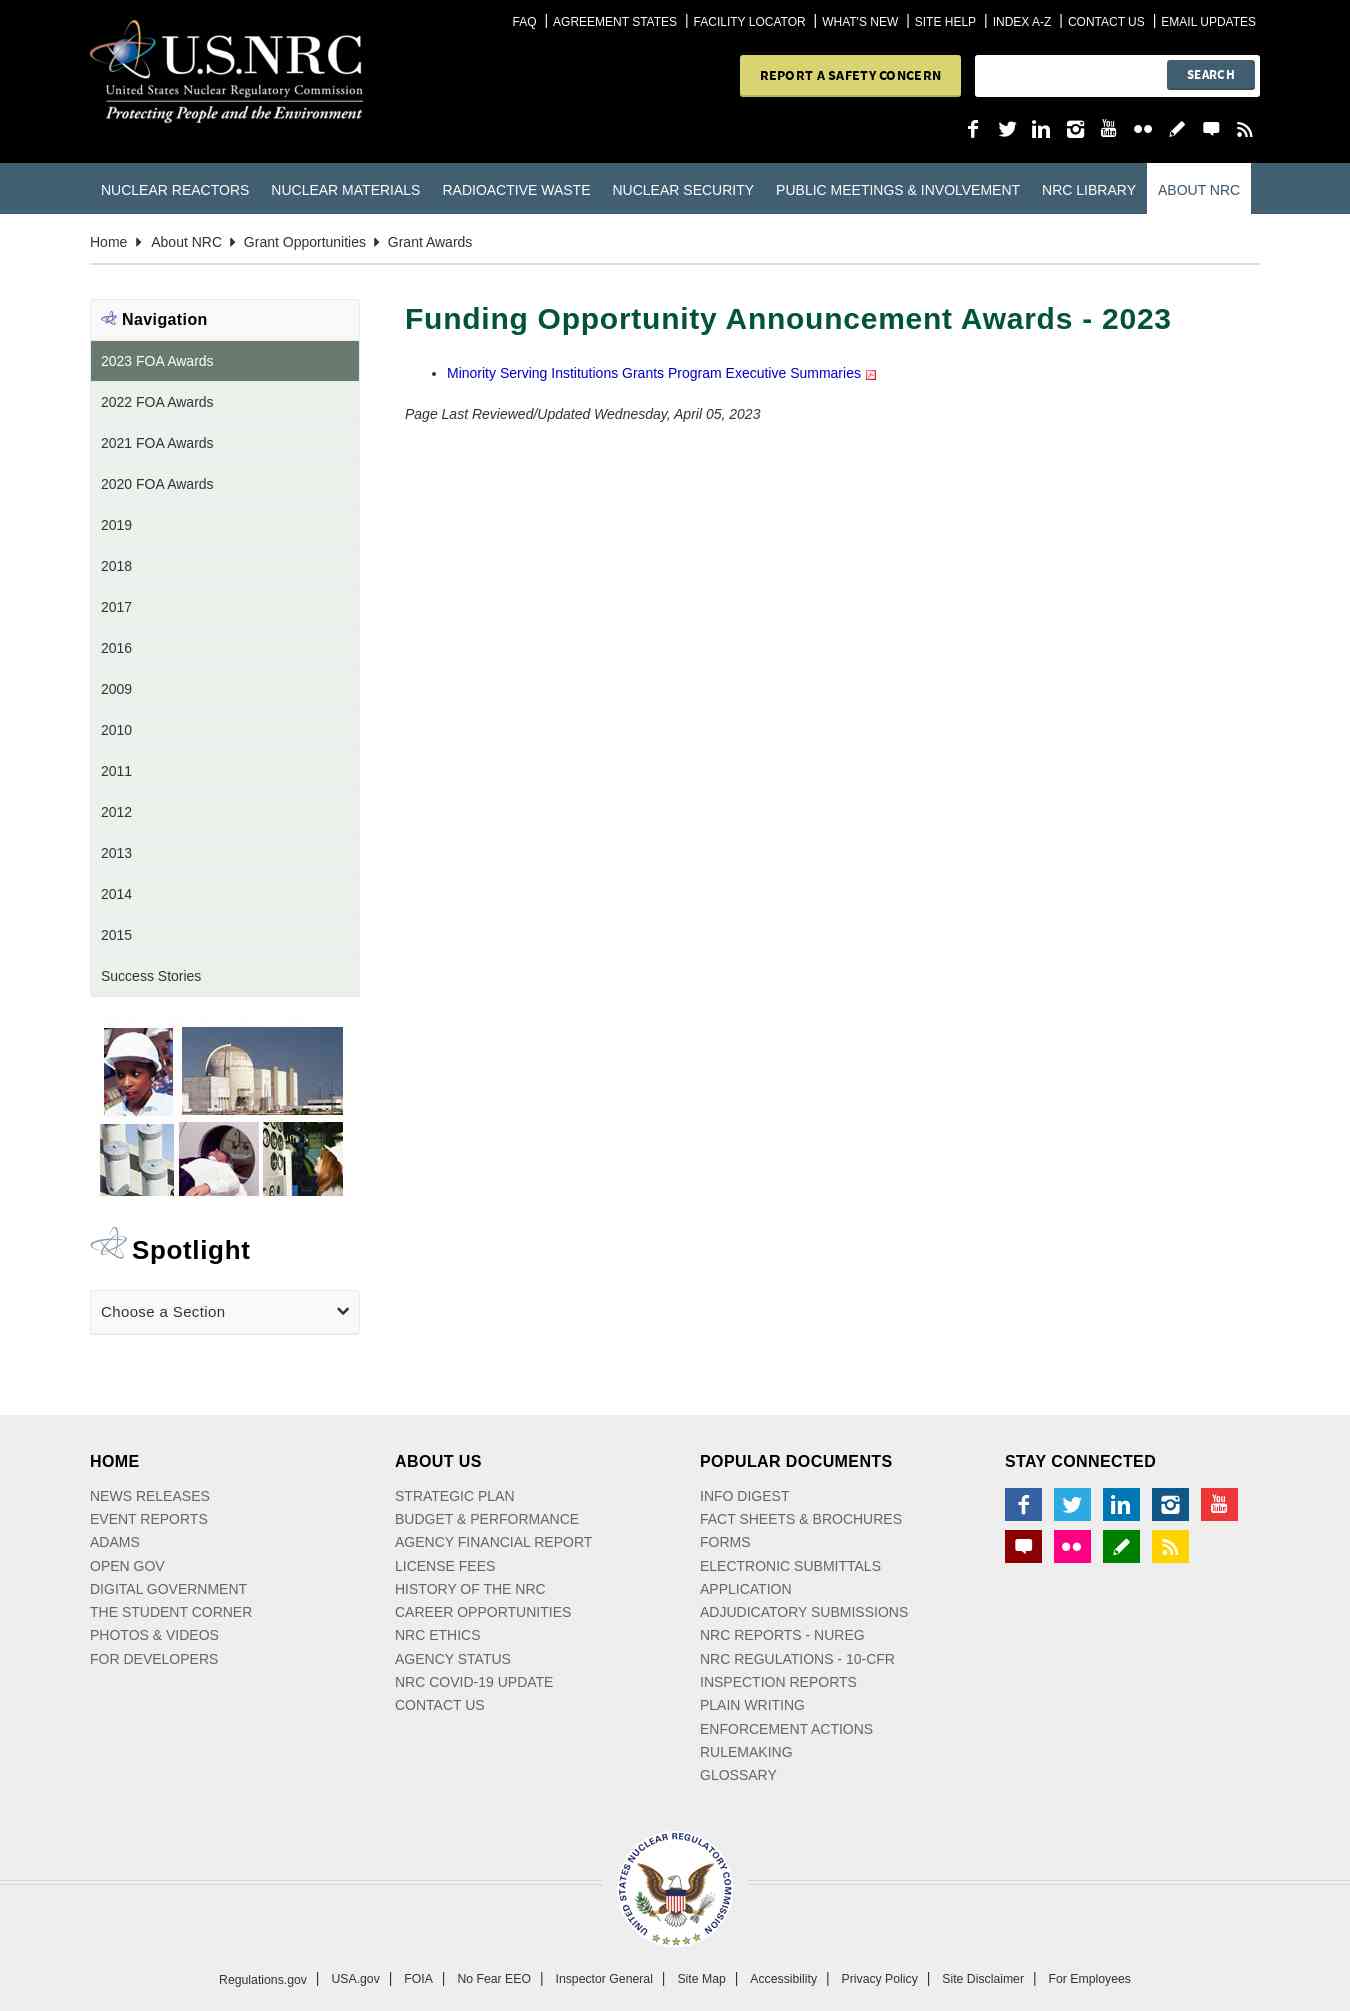 FAQ | AGREEMENT STATES | FACILITY LOCATOR | WHAT'S NEW | SITE HELP | INDEX A-Z | CONTACT US | EMAIL UPDATES
U.S.NRC
United States Nuclear Regulatory Commission
Protecting People and the Environment
REPORT A SAFETY CONCERN
SEARCH
NUCLEAR REACTORS NUCLEAR MATERIALS RADIOACTIVE WASTE NUCLEAR SECURITY PUBLIC MEETINGS & INVOLVEMENT NRC LIBRARY ABOUT NRC
Home About NRC Grant Opportunities Grant Awards
Navigation
2023 FOA Awards
2022 FOA Awards
2021 FOA Awards
2020 FOA Awards
2019
2018
2017
2016
2009
2010
2011
2012
2013
2014
2015
Success Stories
Funding Opportunity Announcement Awards - 2023
• Minority Serving Institutions Grants Program Executive Summaries
Page Last Reviewed/Updated Wednesday, April 05, 2023
Spotlight
Choose a Section
HOME
NEWS RELEASES
EVENT REPORTS
ADAMS
OPEN GOV
DIGITAL GOVERNMENT
THE STUDENT CORNER
PHOTOS & VIDEOS
FOR DEVELOPERS
ABOUT US
STRATEGIC PLAN
BUDGET & PERFORMANCE
AGENCY FINANCIAL REPORT
LICENSE FEES
HISTORY OF THE NRC
CAREER OPPORTUNITIES
NRC ETHICS
AGENCY STATUS
NRC COVID-19 UPDATE
CONTACT US
POPULAR DOCUMENTS
INFO DIGEST
FACT SHEETS & BROCHURES
FORMS
ELECTRONIC SUBMITTALS
APPLICATION
ADJUDICATORY SUBMISSIONS
NRC REPORTS - NUREG
NRC REGULATIONS - 10-CFR
INSPECTION REPORTS
PLAIN WRITING
ENFORCEMENT ACTIONS
RULEMAKING
GLOSSARY
STAY CONNECTED
You Tube
UNITED STATES NUCLEAR REGULATORY COMMISSION
Regulations.gov | USA.gov | FOIA | No Fear EEO | Inspector General | Site Map | Accessibility | Privacy Policy | Site Disclaimer | For Employees